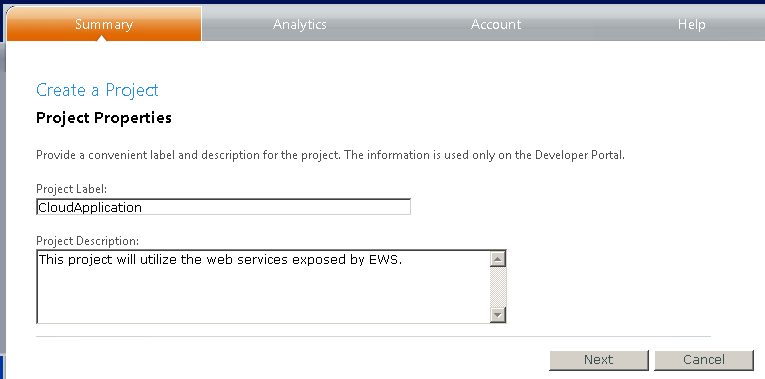 Summary Analytics Account Help
Create a Project
Project Properties
Provide a convenient label and description for the project. The information is used only on the Developer Portal.
Project Label:
CloudApplication
Project Description:
This project will utilize the web services exposed by EWS.
Next Cancel